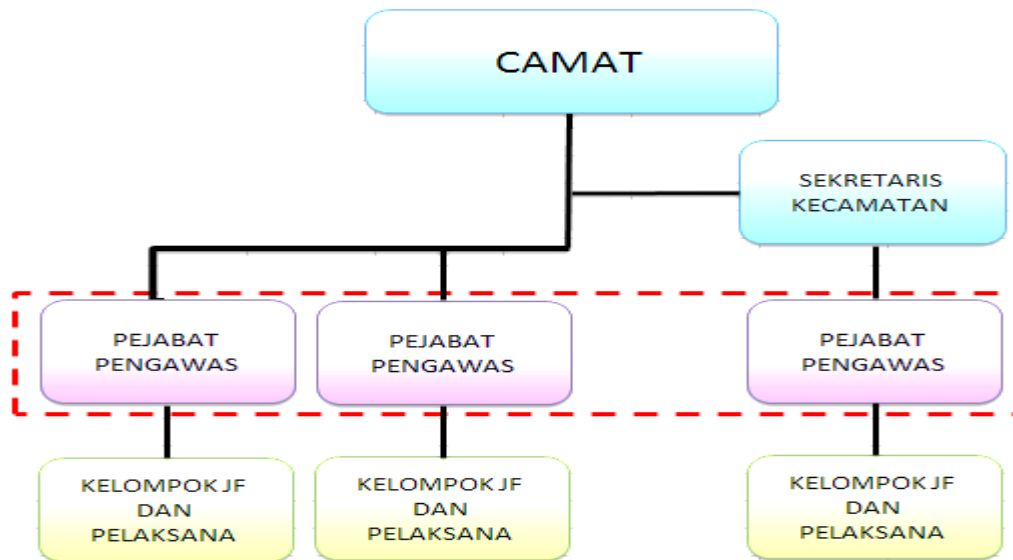 CAMAT
SEKRETARIS
KECAMATAN
PEJABAT
PENGAWAS
PEJABAT
PENGAWAS
PEJABAT
PENGAWAS
KELOMPOK JF
DAN
PELAKSANA
KELOMPOK JF
DAN
PELAKSANA
KELOMPOK JF
DAN
PELAKSANA